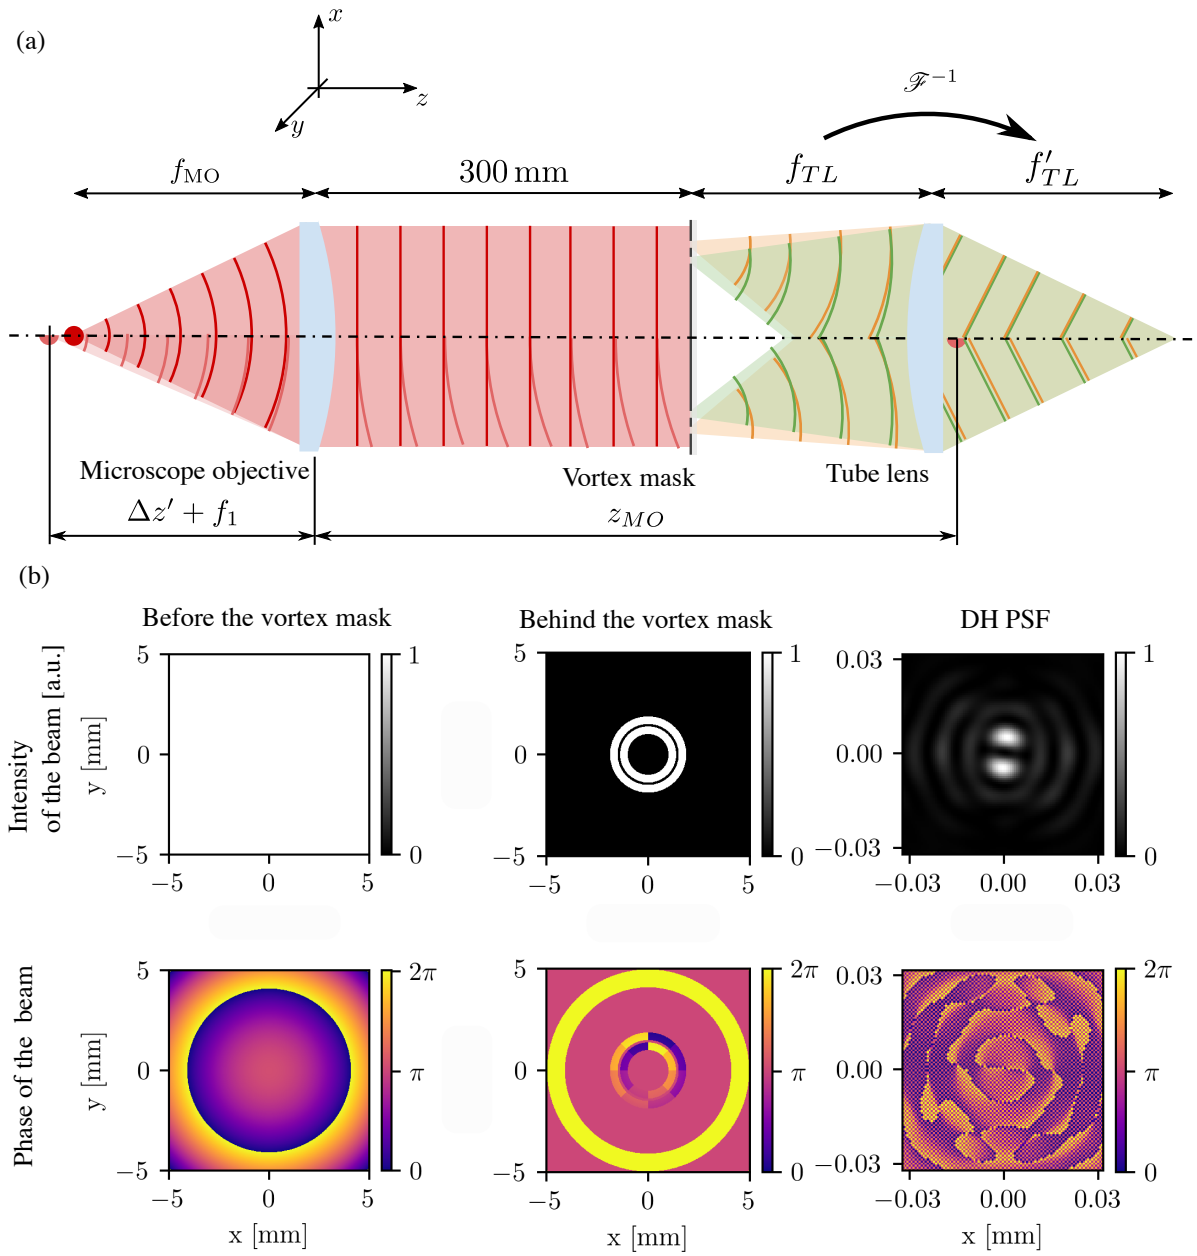 (a)
x
z
y
ℱ⁻¹
f_MO
300 mm
f_TL
f′_TL
Microscope objective
Vortex mask
Tube lens
Δz′ + f₁
z_MO
(b)
Before the vortex mask
Behind the vortex mask
DH PSF
Intensity
of the beam [a.u.]
y [mm]
5
0
−5
−5 0 5
1
0
5
0
−5
−5 0 5
1
0
0.03
0.00
−0.03
−0.03 0.00 0.03
1
0
Phase of the beam
y [mm]
5
0
−5
−5 0 5
x [mm]
2π
π
0
5
0
−5
−5 0 5
x [mm]
2π
π
0
0.03
0.00
−0.03
−0.03 0.00 0.03
x [mm]
2π
π
0